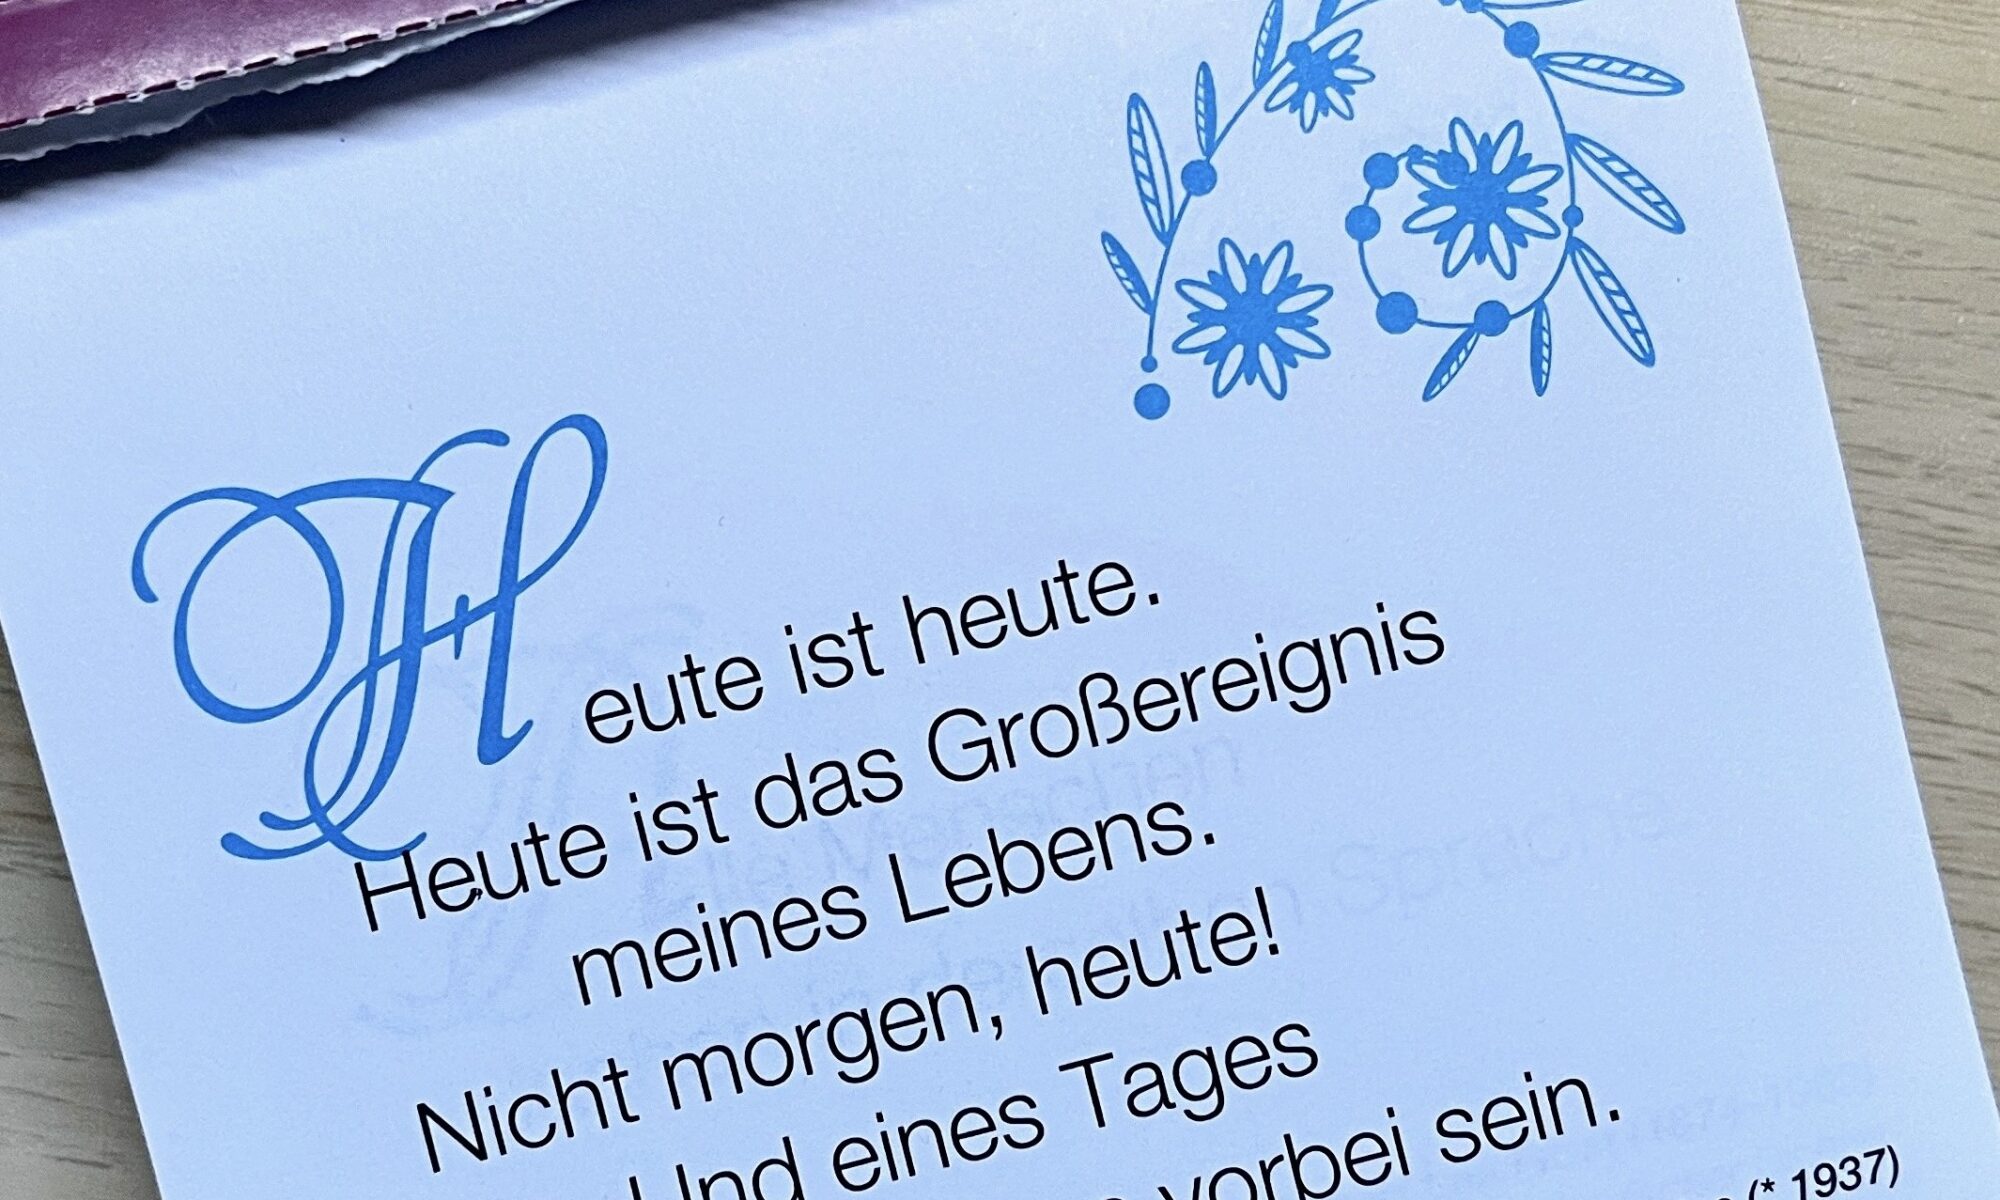 Heute ist heute.
Heute ist das Großereignis
meines Lebens.
Nicht morgen, heute!
Und eines Tages
vorbei sein.
(* 1937)